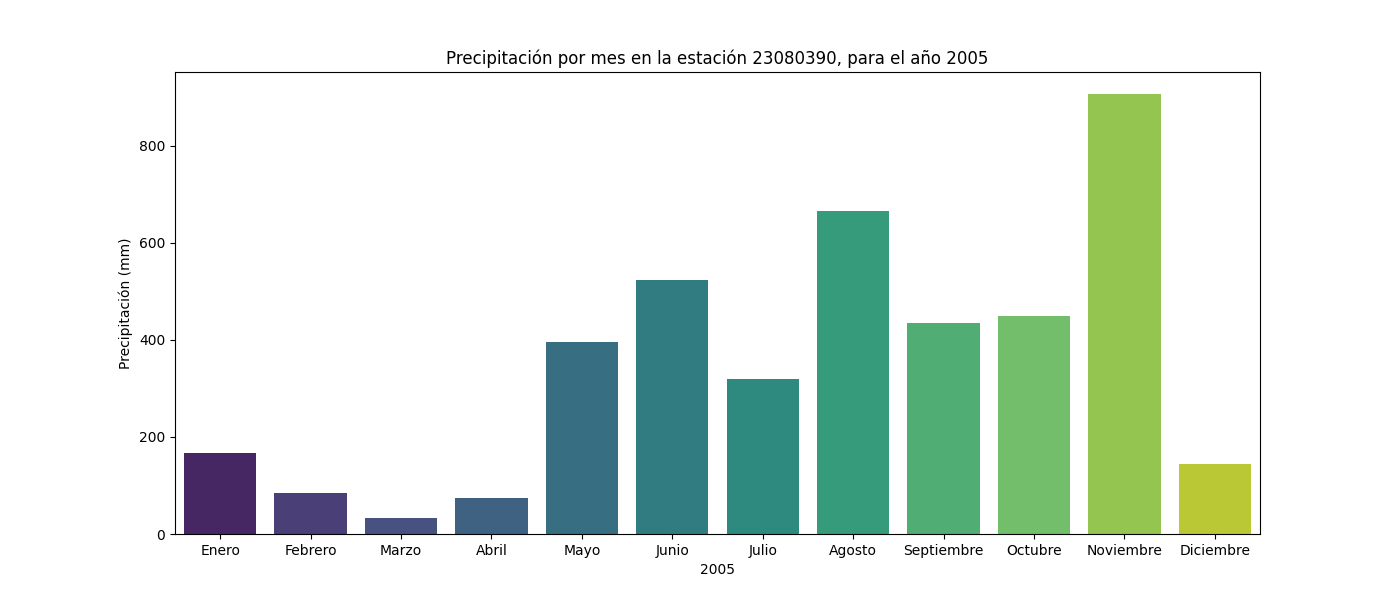 Precipitación por mes en la estación 23080390, para el año 2005
Precipitación (mm)
800
600
400
200
0
Enero Febrero Marzo Abril Mayo Junio Julio Agosto Septiembre Octubre Noviembre Diciembre
2005